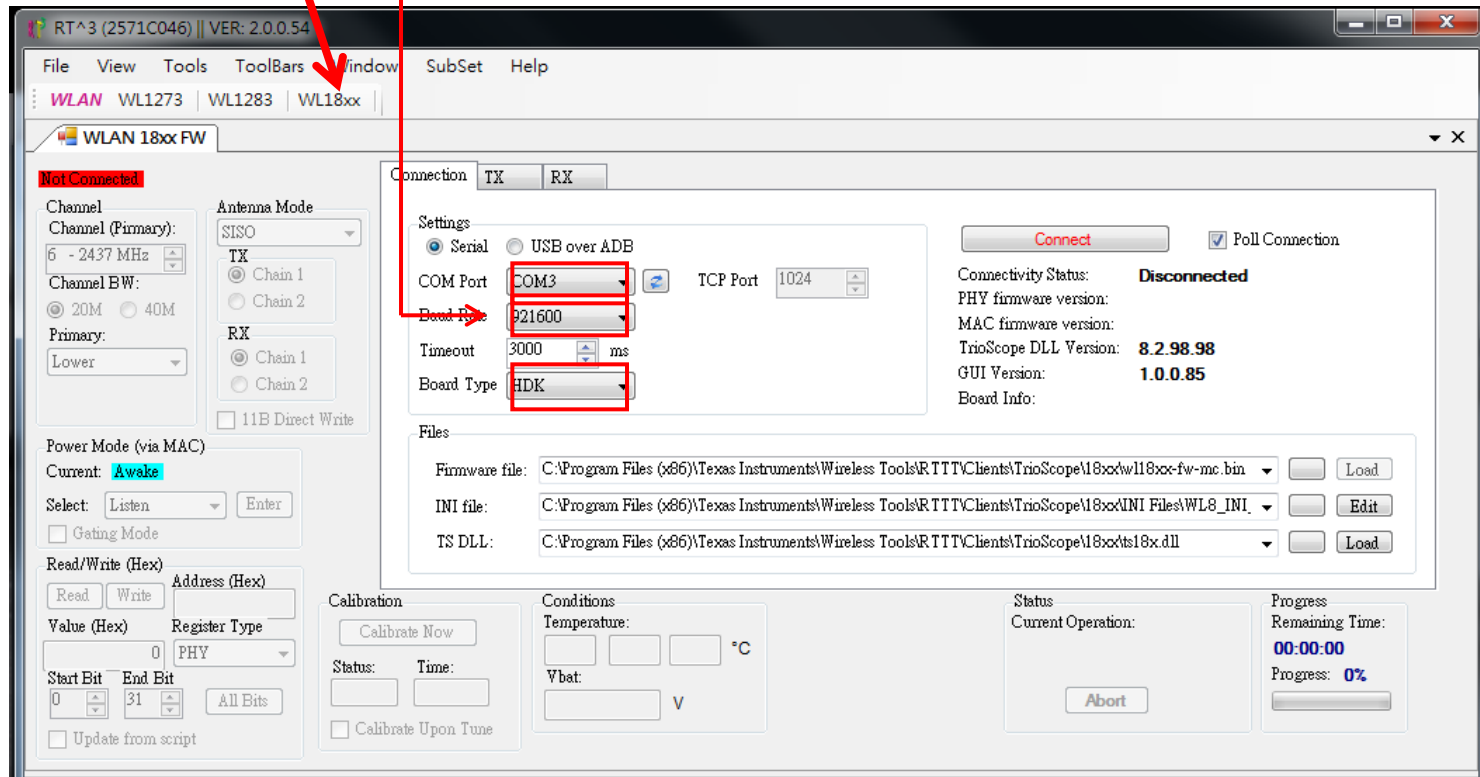 RT^3 (2571C046) || VER: 2.0.0.54
File View Tools ToolBars Window SubSet Help
WLAN WL1273 WL1283 WL18xx
WLAN 18xx FW
Not Connected
Channel
Channel (Pirmary):
6 - 2437 MHz
Channel BW:
20M 40M
Primary:
Lower
Antenna Mode
SISO
TX
Chain 1
Chain 2
RX
Chain 1
Chain 2
11B Direct Write
Power Mode (via MAC)
Current: Awake
Select: Listen Enter
Gating Mode
Read/Write (Hex)
Read Write Address (Hex)
Value (Hex) Register Type
0 PHY
Start Bit End Bit
0 31 All Bits
Update from script
Connection TX RX
Settings
Serial USB over ADB
COM Port COM3 TCP Port 1024
Baud Rate 921600
Timeout 3000 ms
Board Type HDK
Connect Poll Connection
Connectivity Status: Disconnected
PHY firmware version:
MAC firmware version:
TrioScope DLL Version: 8.2.98.98
GUI Version: 1.0.0.85
Board Info:
Files
Firmware file: C:\Program Files (x86)\Texas Instruments\Wireless Tools\RTTT\Clients\TrioScope\18xx\wl18xx-fw-mc.bin Load
INI file: C:\Program Files (x86)\Texas Instruments\Wireless Tools\RTTT\Clients\TrioScope\18xx\INI Files\WL8_INI_ Edit
TS DLL: C:\Program Files (x86)\Texas Instruments\Wireless Tools\RTTT\Clients\TrioScope\18xx\ts18x.dll Load
Calibration
Calibrate Now
Status: Time:
Calibrate Upon Tune
Conditions
Temperature:
°C
Vbat:
V
Status
Current Operation:
Abort
Progress
Remaining Time:
00:00:00
Progress: 0%